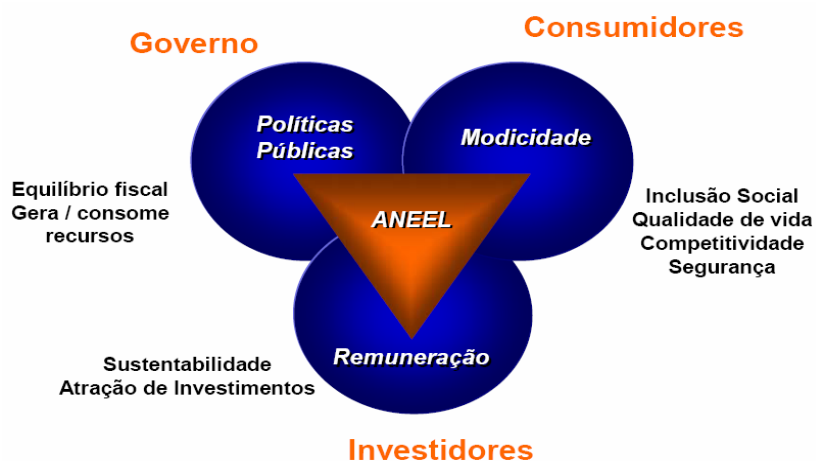 Governo
Consumidores
Políticas
Públicas
Modicidade
Equilíbrio fiscal
Gera / consome
recursos
ANEEL
Inclusão Social
Qualidade de vida
Competitividade
Segurança
Remuneração
Sustentabilidade
Atração de Investimentos
Investidores